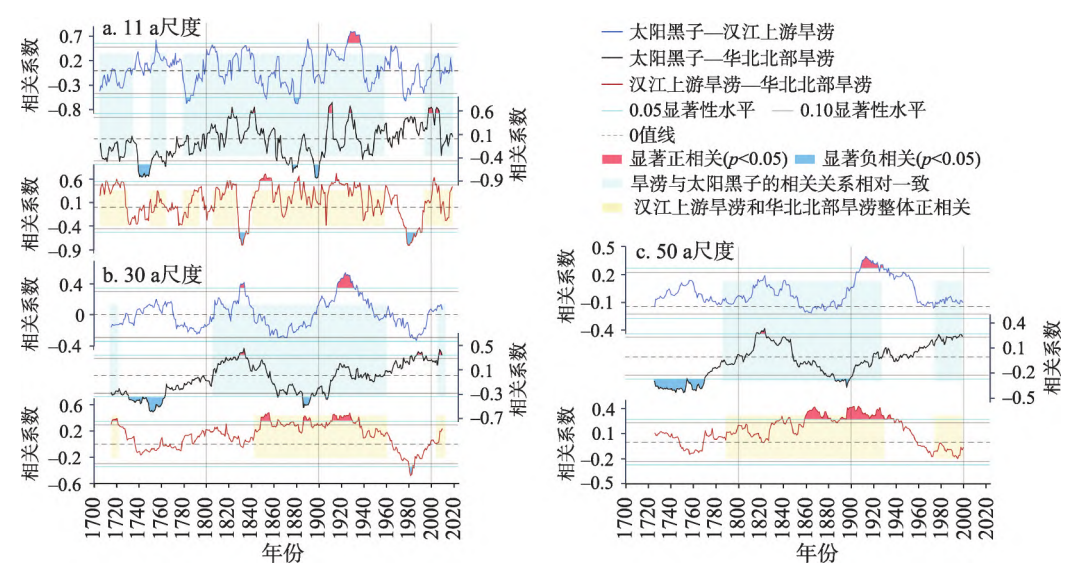 a. 11 a尺度
相关系数
0.7
0.2
−0.3
−0.8
相关系数
0.6
0.1
−0.4
−0.9
相关系数
0.6
0.1
−0.4
−0.9
b. 30 a尺度
相关系数
0.4
0
−0.4
相关系数
0.5
0.1
−0.3
−0.7
相关系数
0.6
0.2
−0.2
−0.6
1700 1720 1740 1760 1780 1800 1820 1840 1860 1880 1900 1920 1940 1960 1980 2000 2020
年份
太阳黑子—汉江上游旱涝
太阳黑子—华北北部旱涝
汉江上游旱涝—华北北部旱涝
0.05显著性水平 0.10显著性水平
0值线
显著正相关(p<0.05) 显著负相关(p<0.05)
旱涝与太阳黑子的相关关系相对一致
汉江上游旱涝和华北北部旱涝整体正相关
c. 50 a尺度
相关系数
0.5
0.2
−0.1
−0.4
相关系数
0.4
0.1
−0.2
−0.5
相关系数
0.4
0.1
−0.2
−0.5
1700 1720 1740 1760 1780 1800 1820 1840 1860 1880 1900 1920 1940 1960 1980 2000 2020
年份